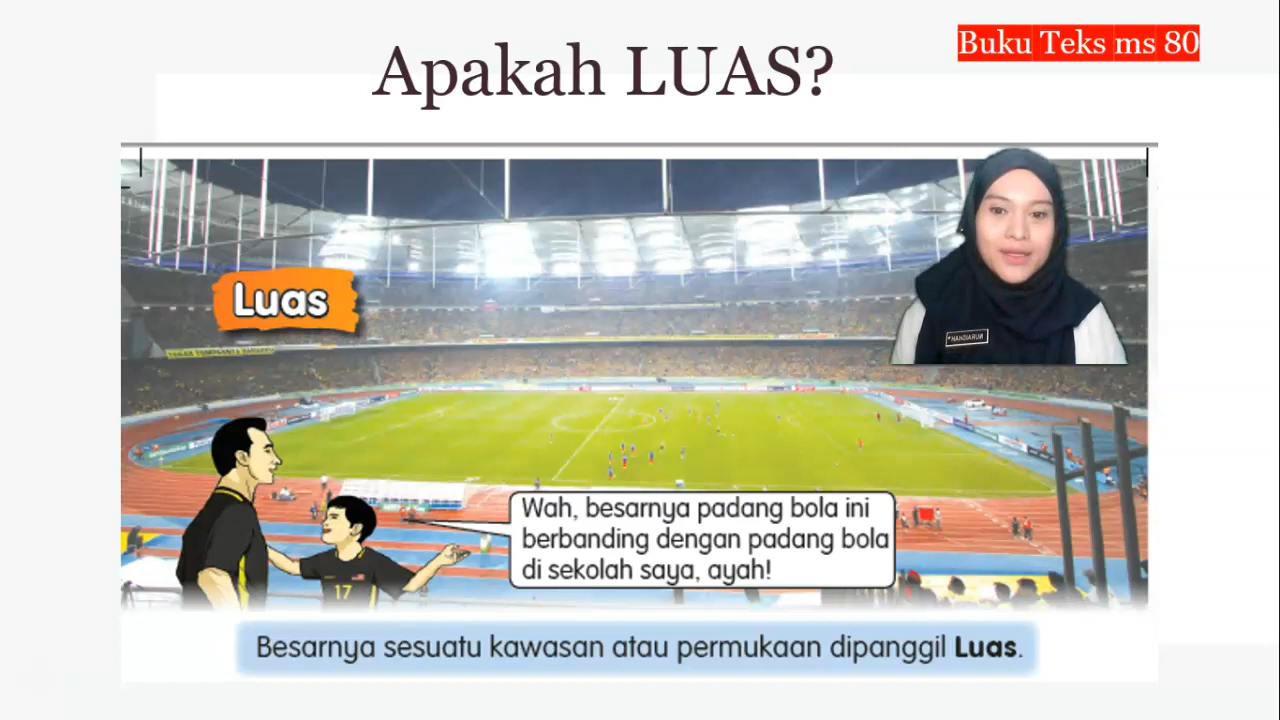 Apakah LUAS?
Buku Teks ms 80
Luas
Wah, besarnya padang bola ini
berbanding dengan padang bola
di sekolah saya, ayah!
17
Besarnya sesuatu kawasan atau permukaan dipanggil Luas.